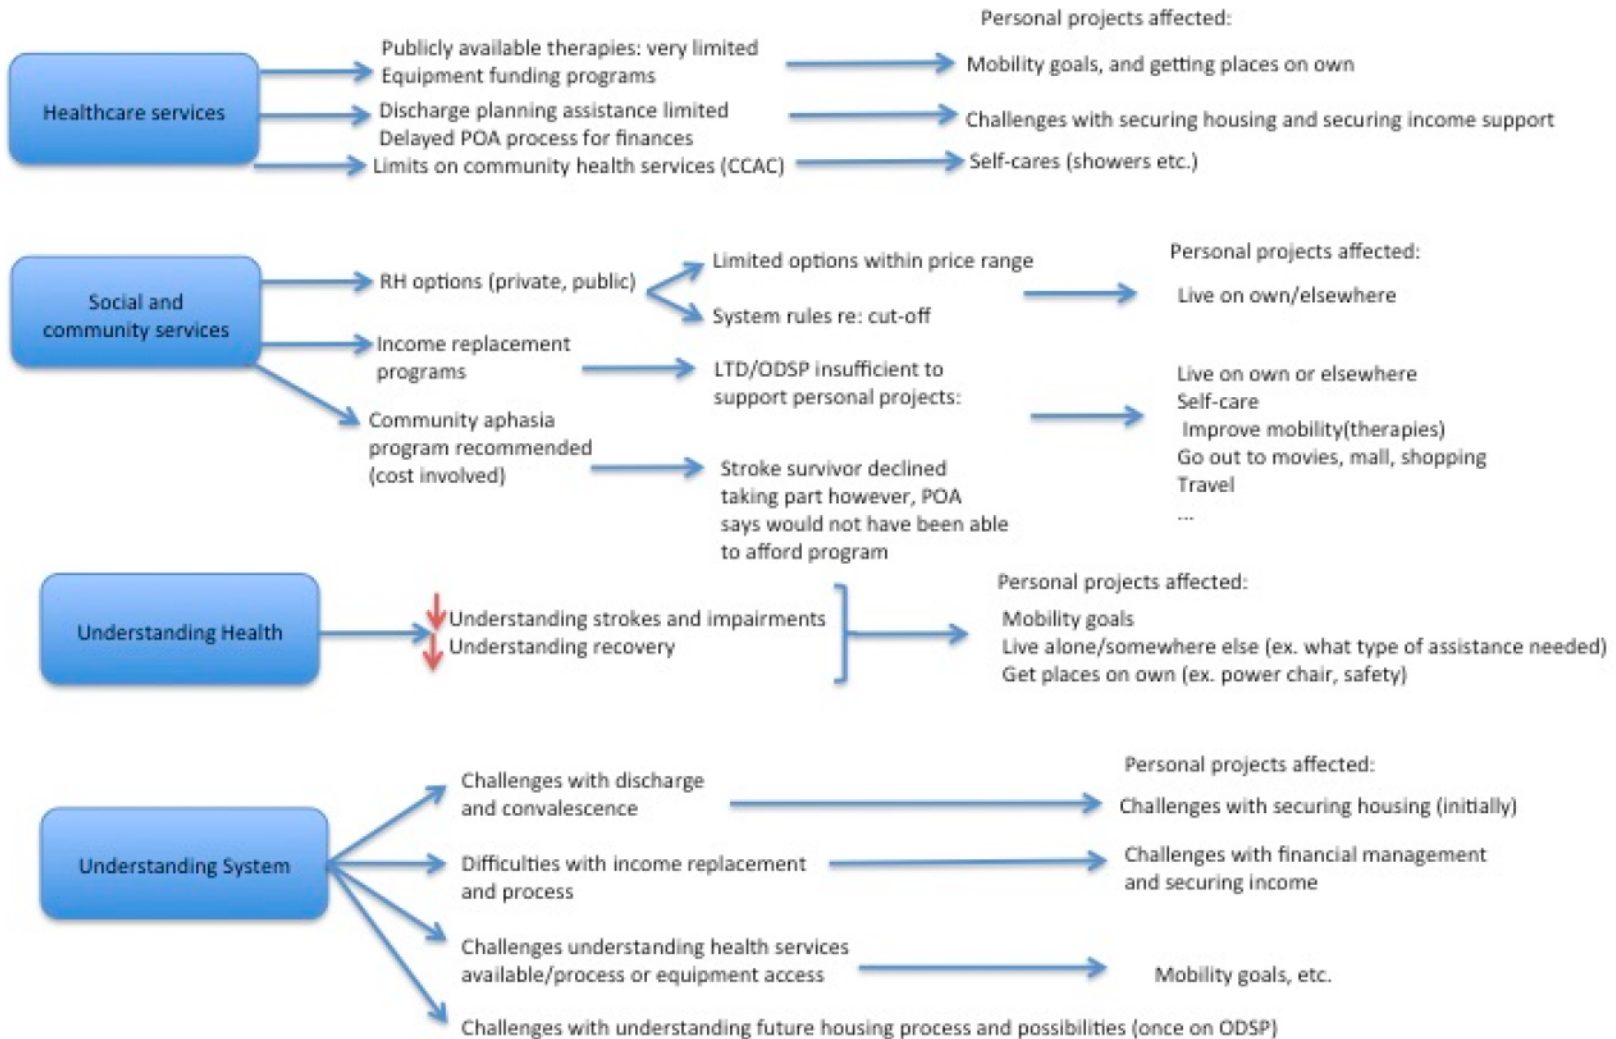 Personal projects affected:
Healthcare services
Publicly available therapies: very limited
Equipment funding programs
Mobility goals, and getting places on own
Discharge planning assistance limited
Delayed POA process for finances
Challenges with securing housing and securing income support
Limits on community health services (CCAC)
Self-cares (showers etc.)
Social and
community services
RH options (private, public)
Limited options within price range
System rules re: cut-off
Personal projects affected:
Live on own/elsewhere
Income replacement
programs
LTD/ODSP insufficient to
support personal projects:
Community aphasia
program recommended
(cost involved)
Stroke survivor declined
taking part however, POA
says would not have been able
to afford program
Live on own or elsewhere
Self-care
Improve mobility(therapies)
Go out to movies, mall, shopping
Travel
...
Understanding Health
Understanding strokes and impairments
Understanding recovery
Personal projects affected:
Mobility goals
Live alone/somewhere else (ex. what type of assistance needed)
Get places on own (ex. power chair, safety)
Understanding System
Challenges with discharge
and convalescence
Personal projects affected:
Challenges with securing housing (initially)
Difficulties with income replacement
and process
Challenges with financial management
and securing income
Challenges understanding health services
available/process or equipment access
Mobility goals, etc.
Challenges with understanding future housing process and possibilities (once on ODSP)